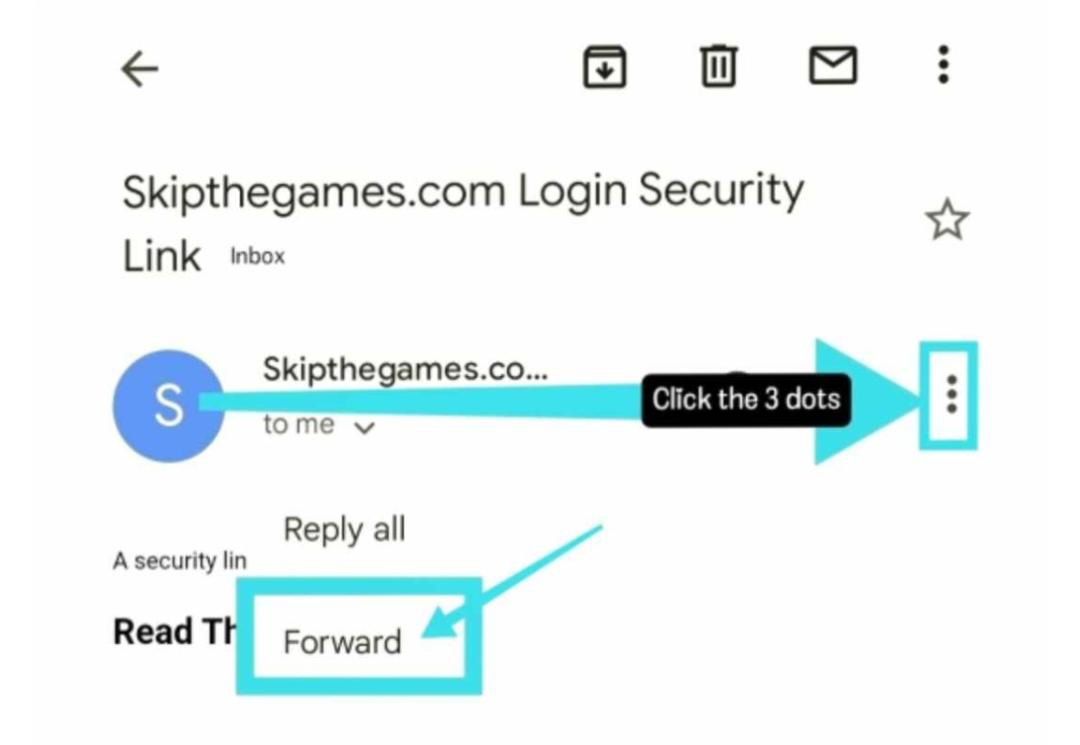 Skipthegames.com Login Security
Link Inbox
S
Skipthegames.co...
to me
Click the 3 dots
Reply all
A security lin
Read Th
Forward